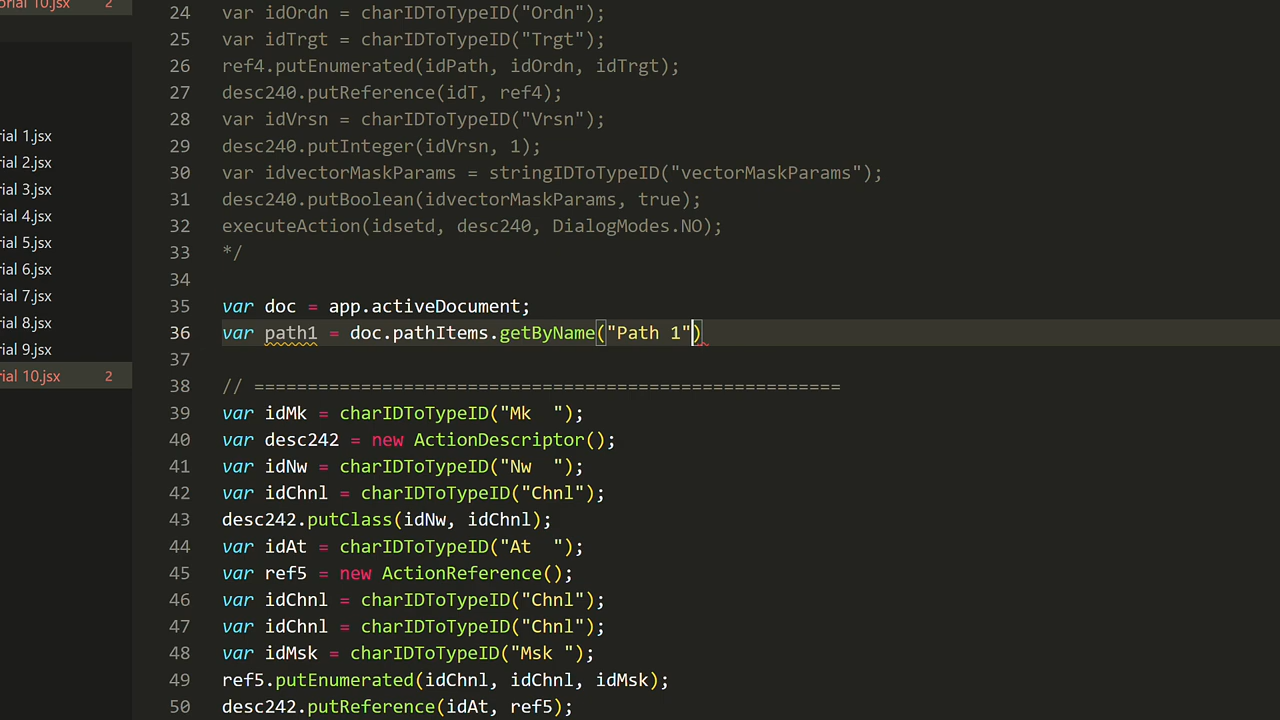 orial 10.jsx 2
rial 1.jsx
rial 2.jsx
rial 3.jsx
rial 4.jsx
rial 5.jsx
rial 6.jsx
rial 7.jsx
rial 8.jsx
rial 9.jsx
rial 10.jsx 2
24 var idOrdn = charIDToTypeID("Ordn");
25 var idTrgt = charIDToTypeID("Trgt");
26 ref4.putEnumerated(idPath, idOrdn, idTrgt);
27 desc240.putReference(idT, ref4);
28 var idVrsn = charIDToTypeID("Vrsn");
29 desc240.putInteger(idVrsn, 1);
30 var idvectorMaskParams = stringIDToTypeID("vectorMaskParams");
31 desc240.putBoolean(idvectorMaskParams, true);
32 executeAction(idsetd, desc240, DialogModes.NO);
33 */
34
35 var doc = app.activeDocument;
36 var path1 = doc.pathItems.getByName("Path 1")
37
38 // =======================================================
39 var idMk = charIDToTypeID("Mk  ");
40 var desc242 = new ActionDescriptor();
41 var idNw = charIDToTypeID("Nw  ");
42 var idChnl = charIDToTypeID("Chnl");
43 desc242.putClass(idNw, idChnl);
44 var idAt = charIDToTypeID("At  ");
45 var ref5 = new ActionReference();
46 var idChnl = charIDToTypeID("Chnl");
47 var idChnl = charIDToTypeID("Chnl");
48 var idMsk = charIDToTypeID("Msk ");
49 ref5.putEnumerated(idChnl, idChnl, idMsk);
50 desc242.putReference(idAt, ref5);